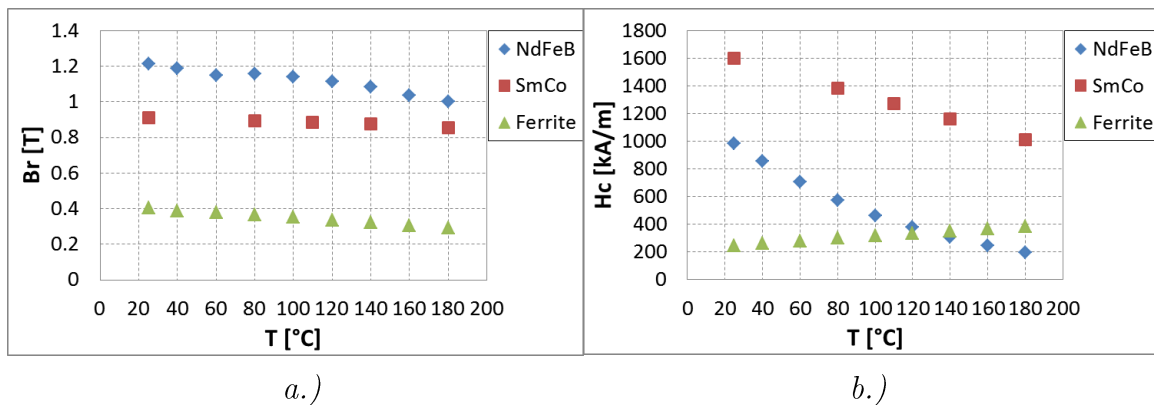 1.4
1.2
1
0.8
0.6
0.4
0.2
0
Br [T]
0 20 40 60 80 100 120 140 160 180 200
T [°C]
NdFeB
SmCo
Ferrite
a.)
1800
1600
1400
1200
1000
800
600
400
200
0
Hc [kA/m]
0 20 40 60 80 100 120 140 160 180 200
T [°C]
NdFeB
SmCo
Ferrite
b.)